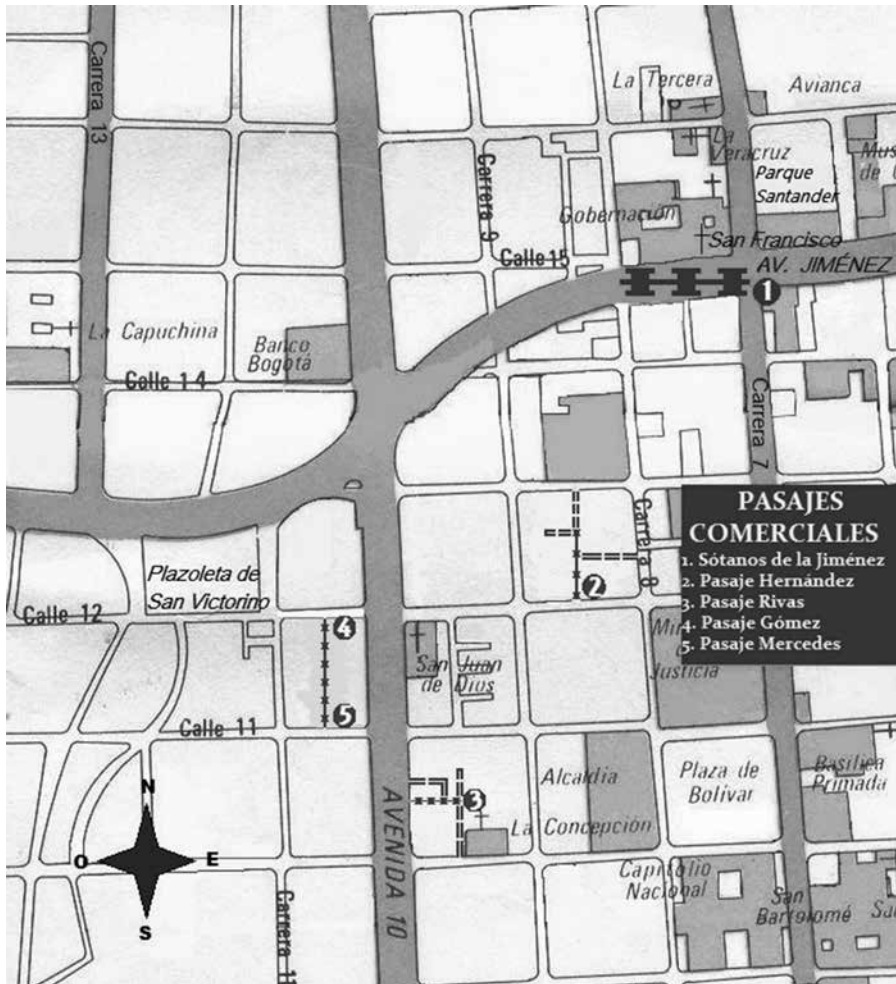 La Tercera
Avianca
Carrera 13
La
Veracruz
Mus
de
Parque
Santander
Carrera 9
Gobernación
San Francisco
Calle 15
AV. JIMÉNEZ
1
La Capuchina
Banco
Bogotá
Calle 14
Carrera 7
PASAJES
COMERCIALES
1. Sótanos de la Jiménez
2. Pasaje Hernández
3. Pasaje Rivas
4. Pasaje Gómez
5. Pasaje Mercedes
Carrera 8
2
Plazoleta de
San Victorino
Calle 12
4
San Juan
de Dios
Justicia
5
Calle 11
N
O
E
S
3
Alcaldia
La Concepción
Plaza de
Bolívar
Basílica
Primada
AVENIDA 10
Capitolio
Nacional
San
Bartolomé
Sa
Carrera 11